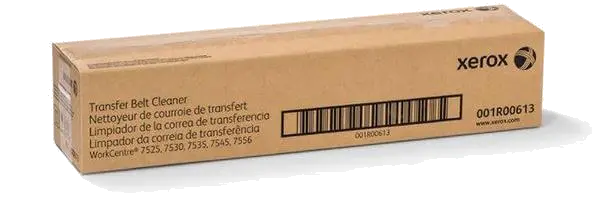 xerox
Transfer Belt Cleaner
Nettoyeur de courroie de transfert
Limpiador de la correa de transferencia
Limpador da correia de transferência
WorkCentre® 7525, 7530, 7535, 7545, 7556
001R00613
001R00613
www.xerox.com